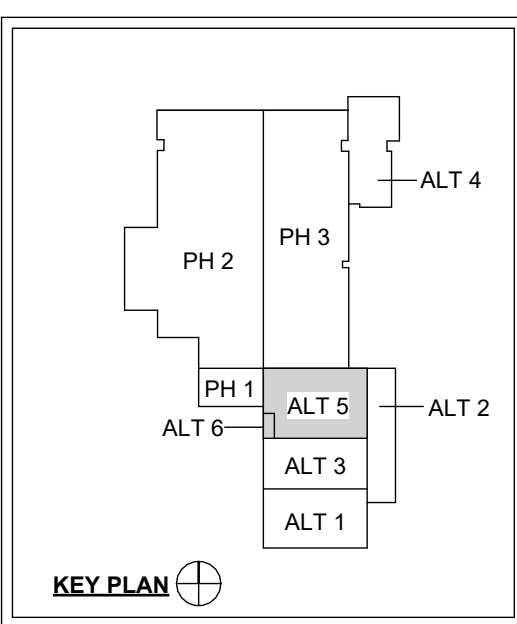 ALT 4
PH 3
PH 2
PH 1
ALT 5
ALT 2
ALT 6
ALT 3
ALT 1
KEY PLAN